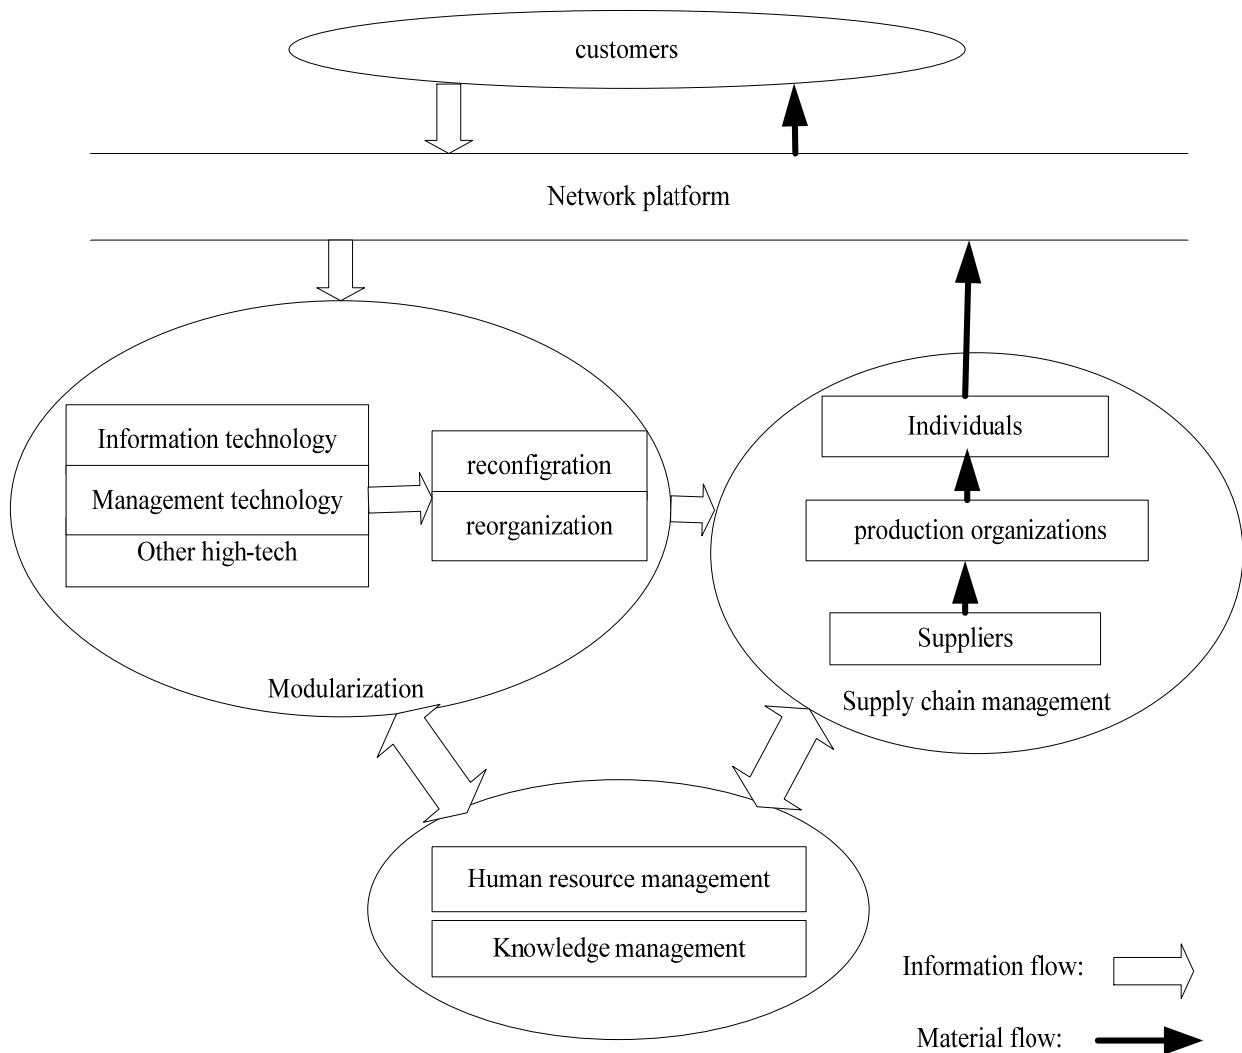 customers
Network platform
Information technology
Management technology
Other high-tech
reconfigration
reorganization
Modularization
Individuals
production organizations
Suppliers
Supply chain management
Human resource management
Knowledge management
Information flow:
Material flow: